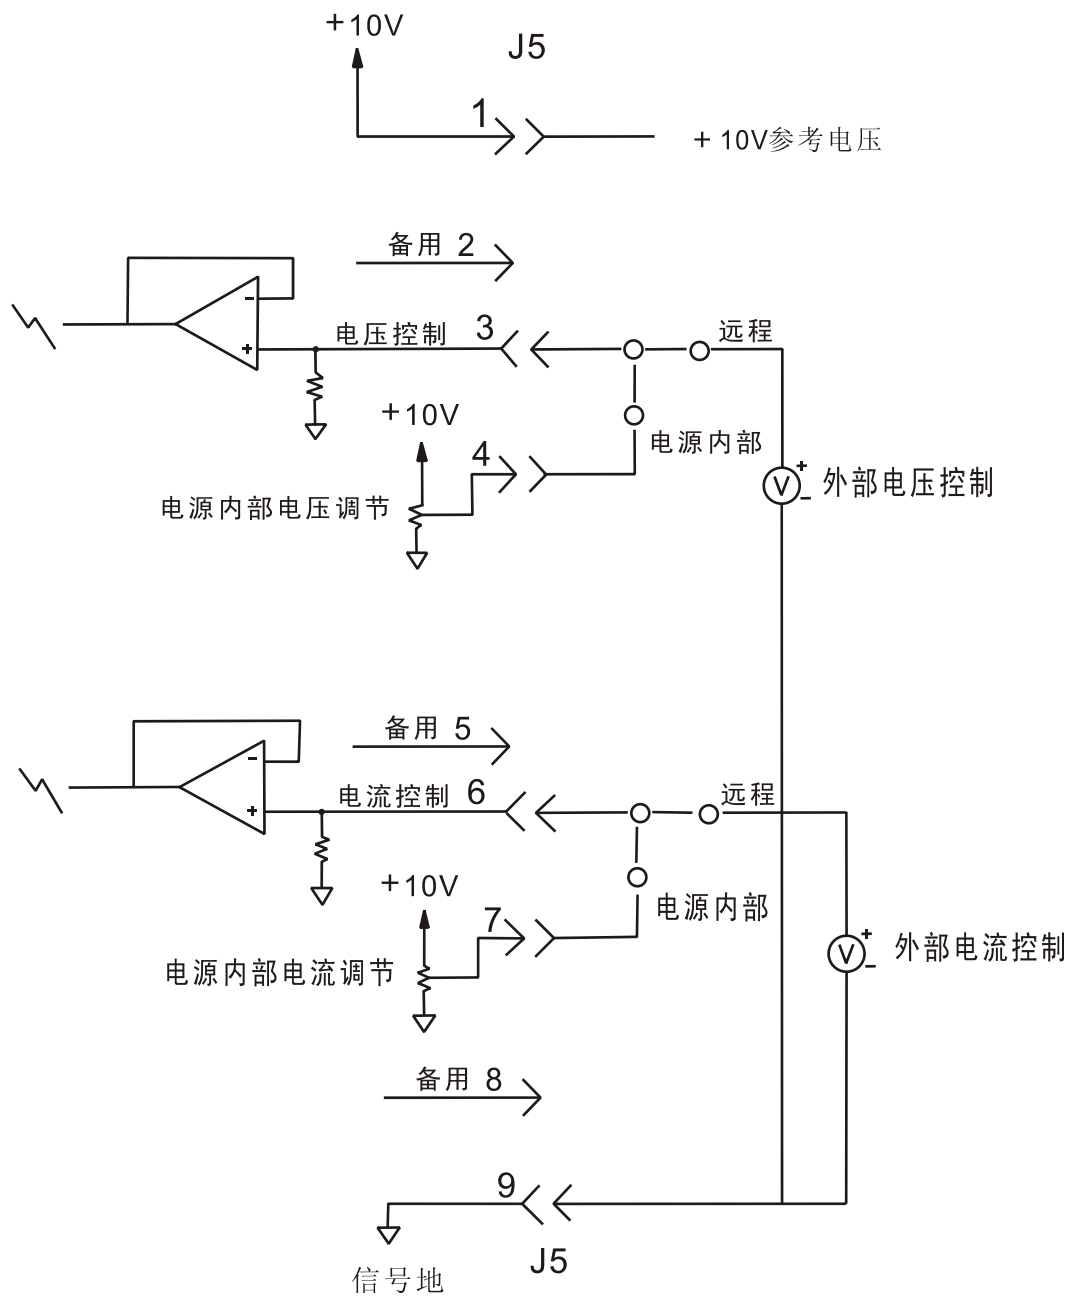 +10V
J5
1
+ 10V参考电压
备用 2
- 
+
电压控制 3
远程
+10V
4
电源内部
电源内部电压调节
V
+
-
外部电压控制
备用 5
-
+
电流控制 6
远程
+10V
7
电源内部
电源内部电流调节
V
+
-
外部电流控制
备用 8
9
J5
信号地